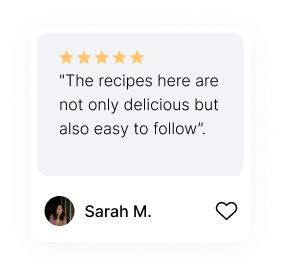 "The recipes here are
not only delicious but
also easy to follow”.
Sarah M.